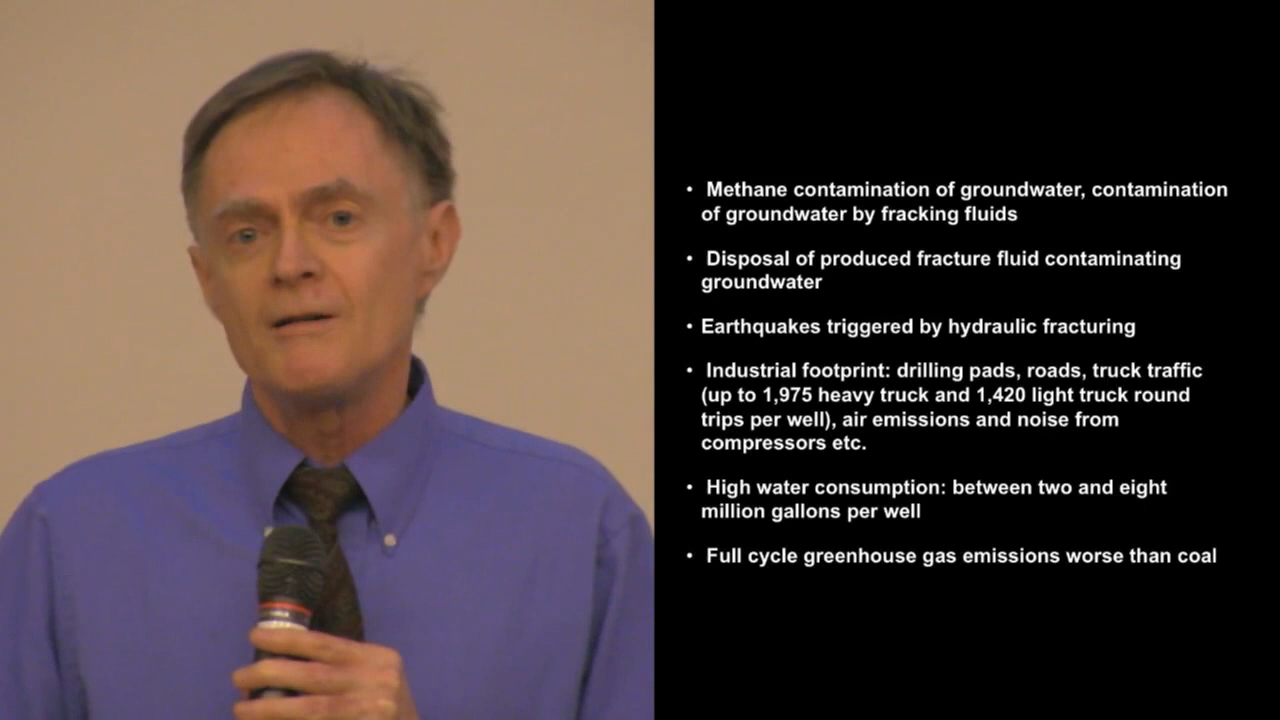 • Methane contamination of groundwater, contamination
of groundwater by fracking fluids
• Disposal of produced fracture fluid contaminating
groundwater
• Earthquakes triggered by hydraulic fracturing
• Industrial footprint: drilling pads, roads, truck traffic
(up to 1,975 heavy truck and 1,420 light truck round
trips per well), air emissions and noise from
compressors etc.
• High water consumption: between two and eight
million gallons per well
• Full cycle greenhouse gas emissions worse than coal